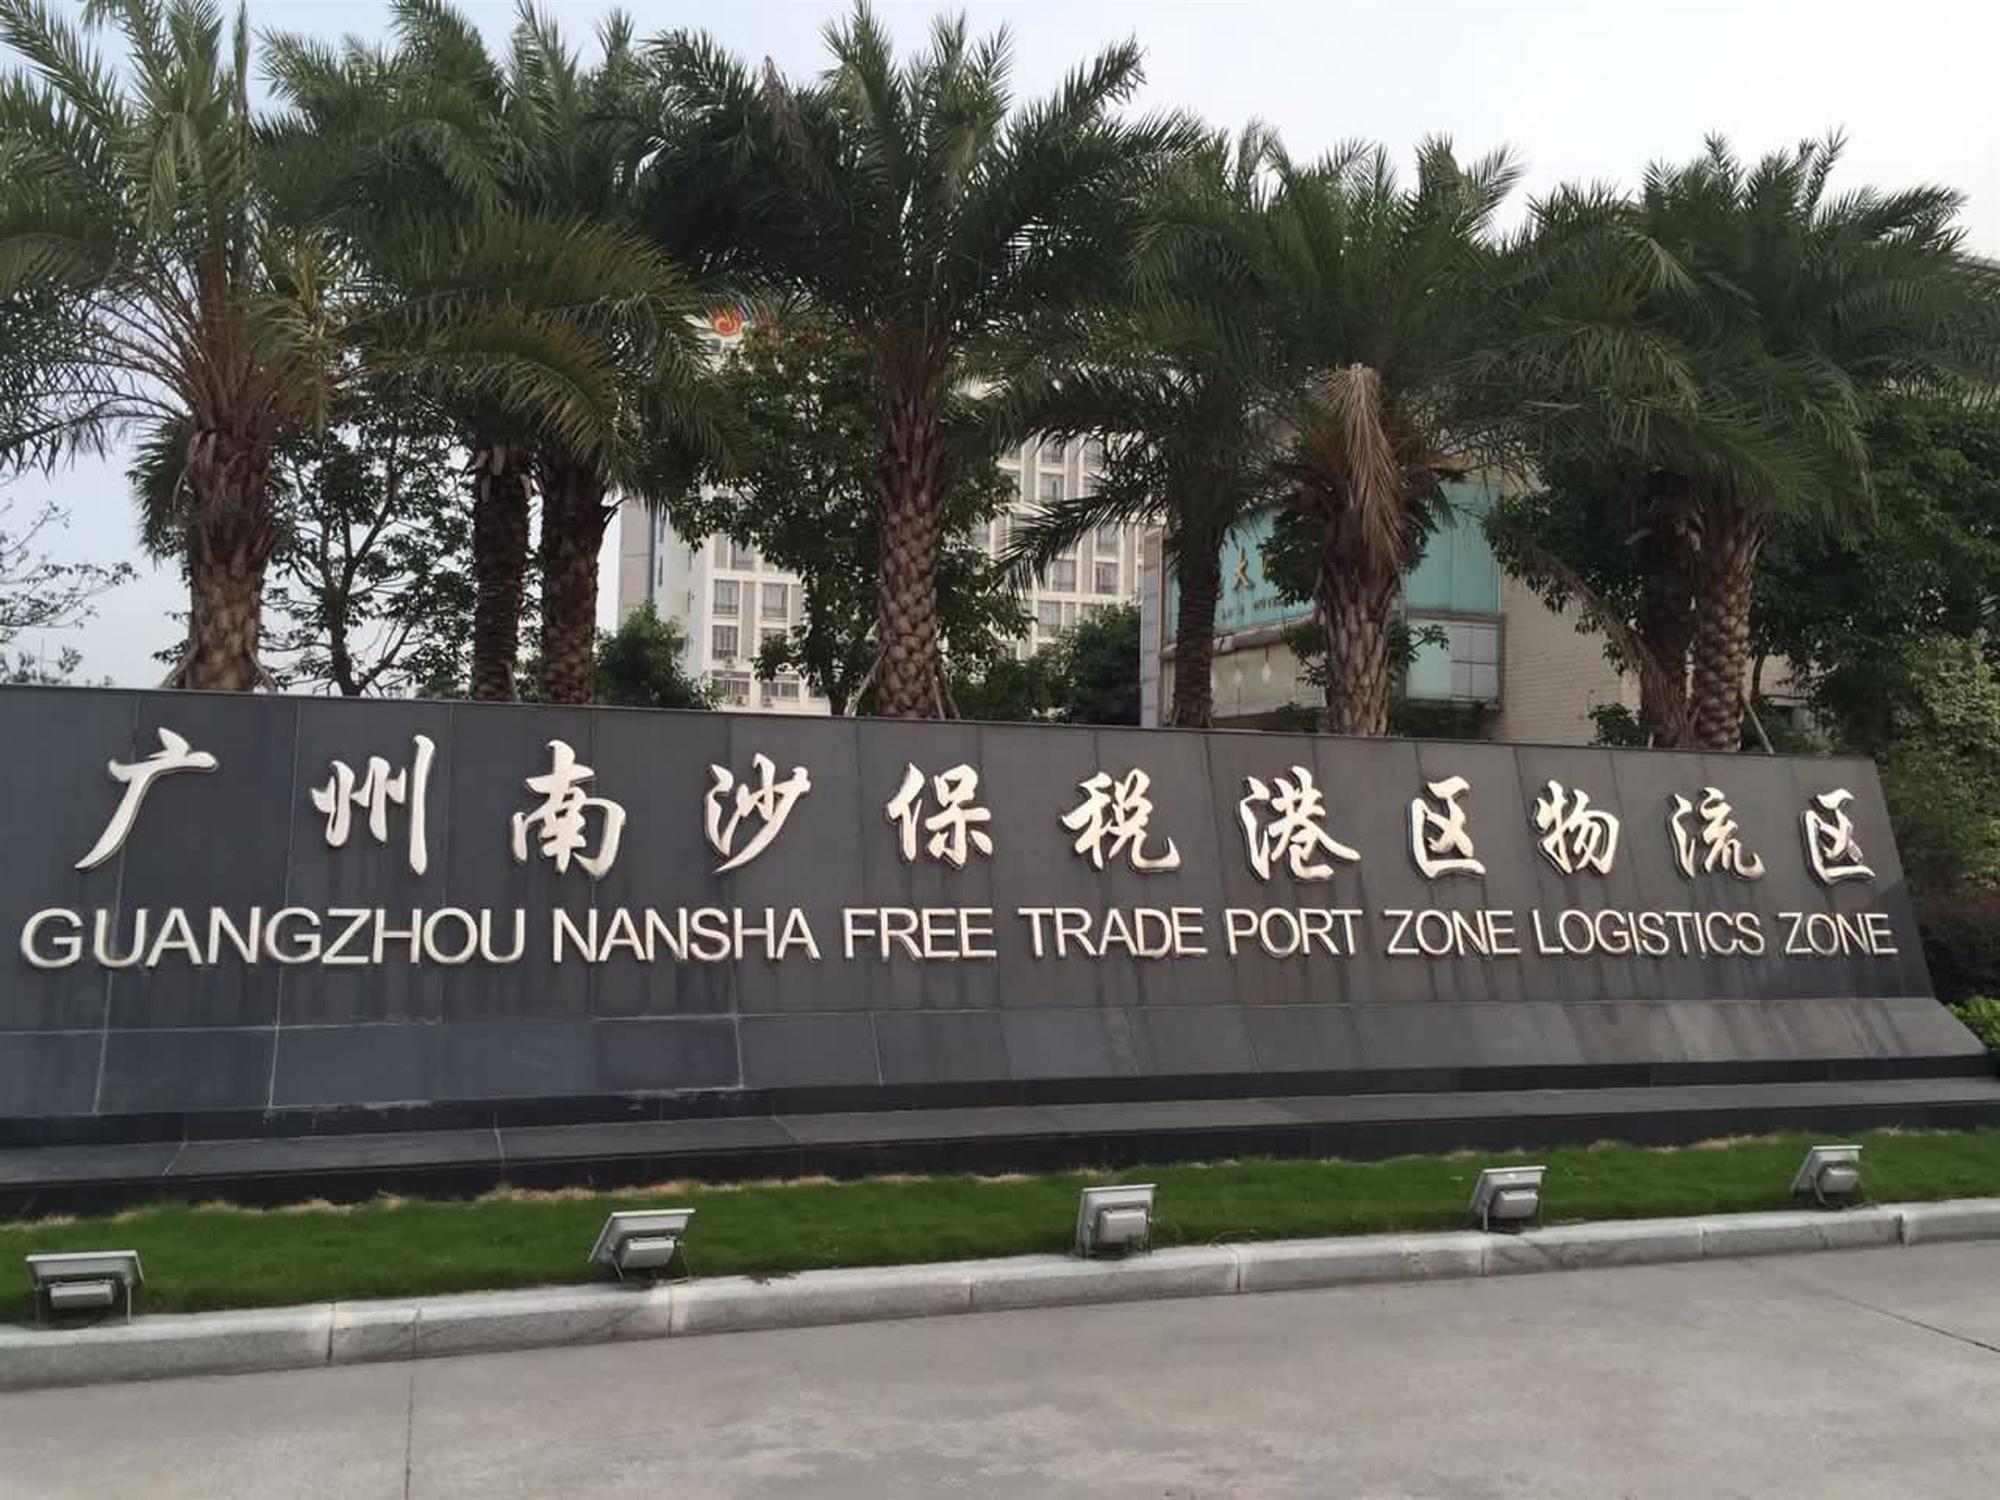 广州南沙保税港区物流区
GUANGZHOU NANSHA FREE TRADE PORT ZONE LOGISTICS ZONE